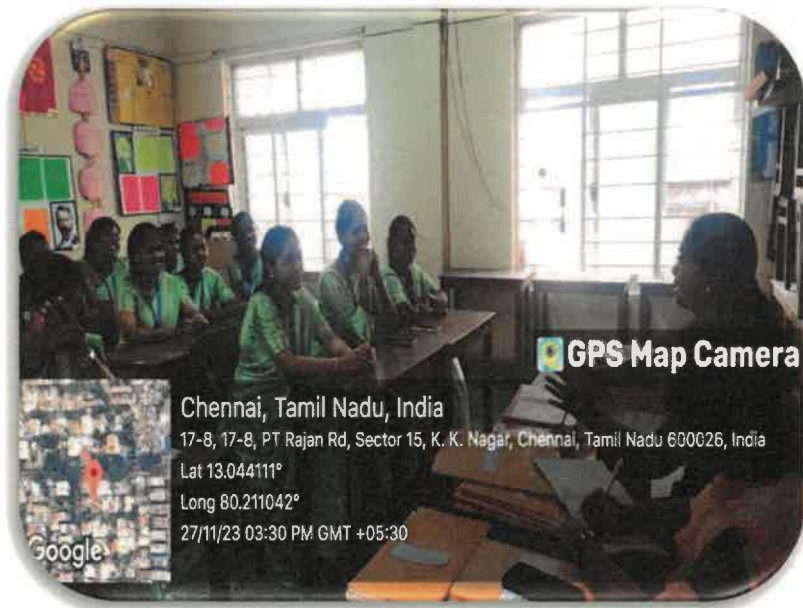 GPS Map Camera
Chennai, Tamil Nadu, India
17-8, 17-8, PT Rajan Rd, Sector 15, K. K. Nagar, Chennai, Tamil Nadu 600026, India
Lat 13.044111°
Long 80.211042°
27/11/23 03:30 PM GMT +05:30
Google